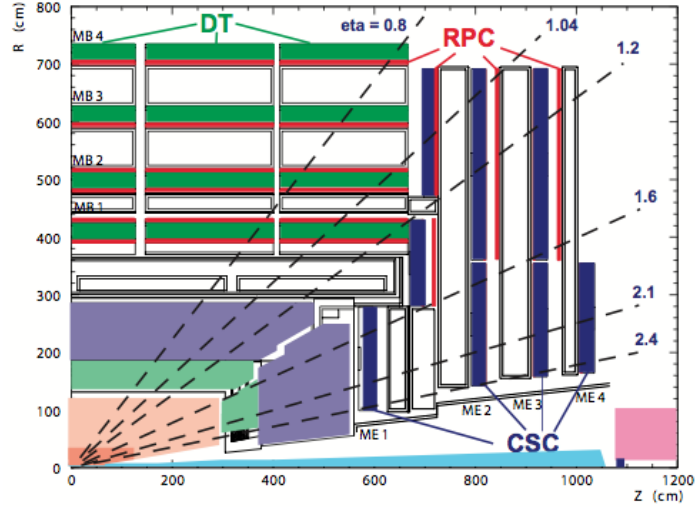 R (cm)
800
700
600
500
400
300
200
100
0
MB 4
MB 3
MB 2
MB 1
DT
eta = 0.8
RPC
1.04
1.2
1.6
2.1
2.4
ME 1
ME 2
ME 3
ME 4
CSC
0
200
400
600
800
1000
1200
Z (cm)